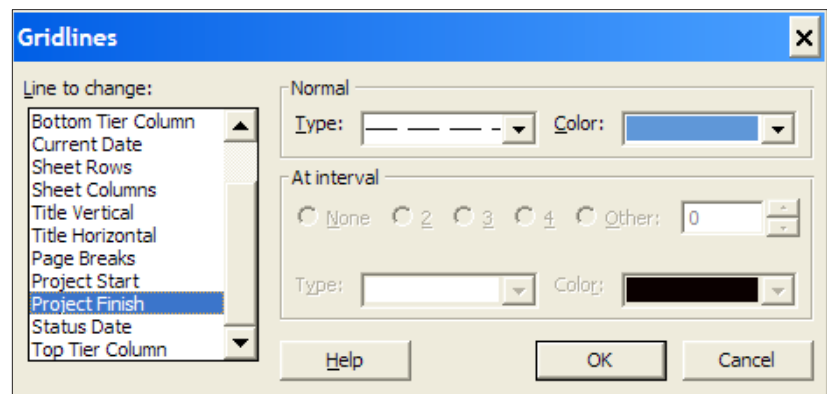 Gridlines
Line to change:
Bottom Tier Column
Current Date
Sheet Rows
Sheet Columns
Title Vertical
Title Horizontal
Page Breaks
Project Start
Project Finish
Status Date
Top Tier Column
Normal
Type:
Color:
At interval
None 2 3 4 Other: 0
Type:
Color:
Help
OK
Cancel